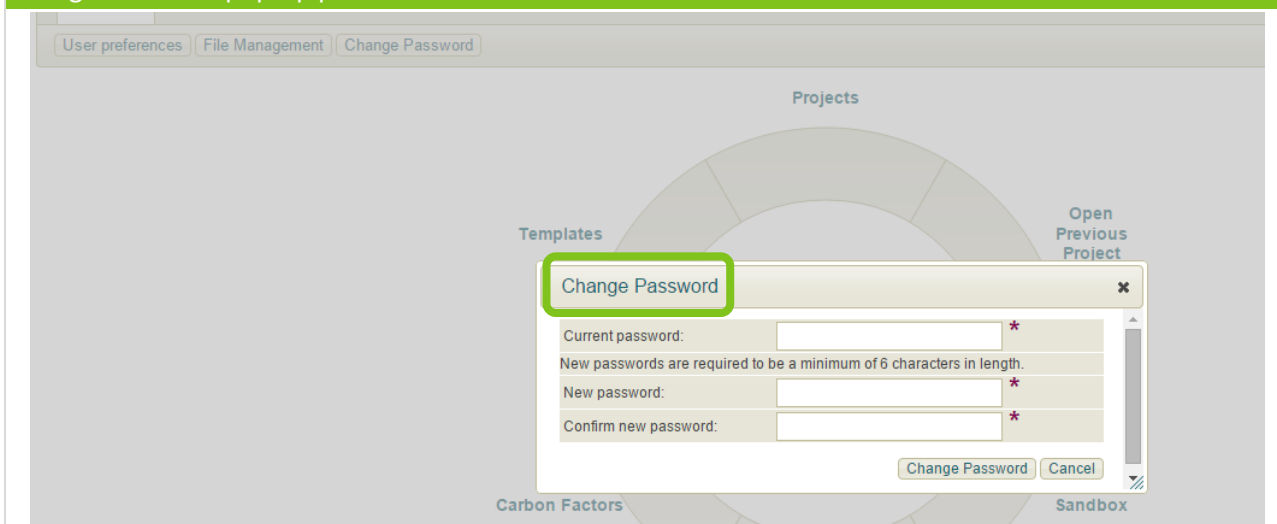 User preferences File Management Change Password
Projects
Open
Previous
Project
Templates
Change Password
Current password: *
New passwords are required to be a minimum of 6 characters in length.
New password: *
Confirm new password: *
Change Password Cancel
Carbon Factors
Sandbox